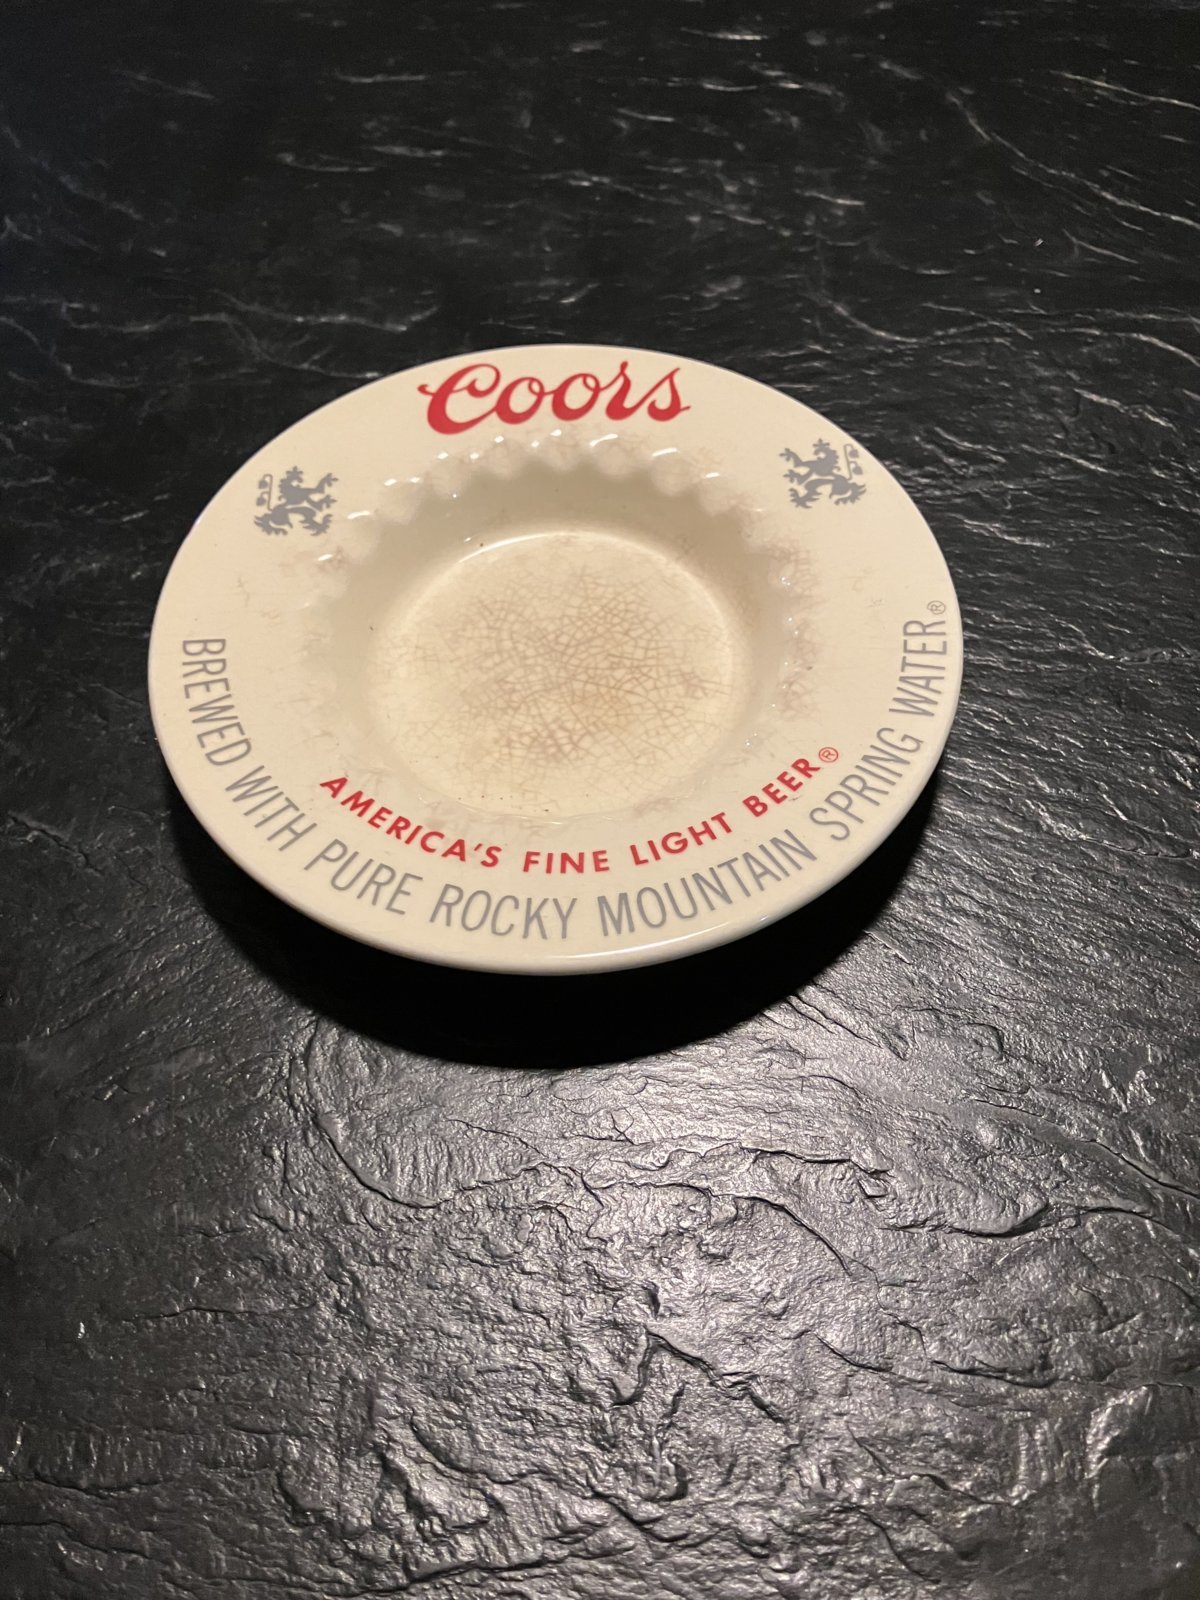 Coors
AMERICA'S FINE LIGHT BEER®
BREWED WITH PURE ROCKY MOUNTAIN SPRING WATER®